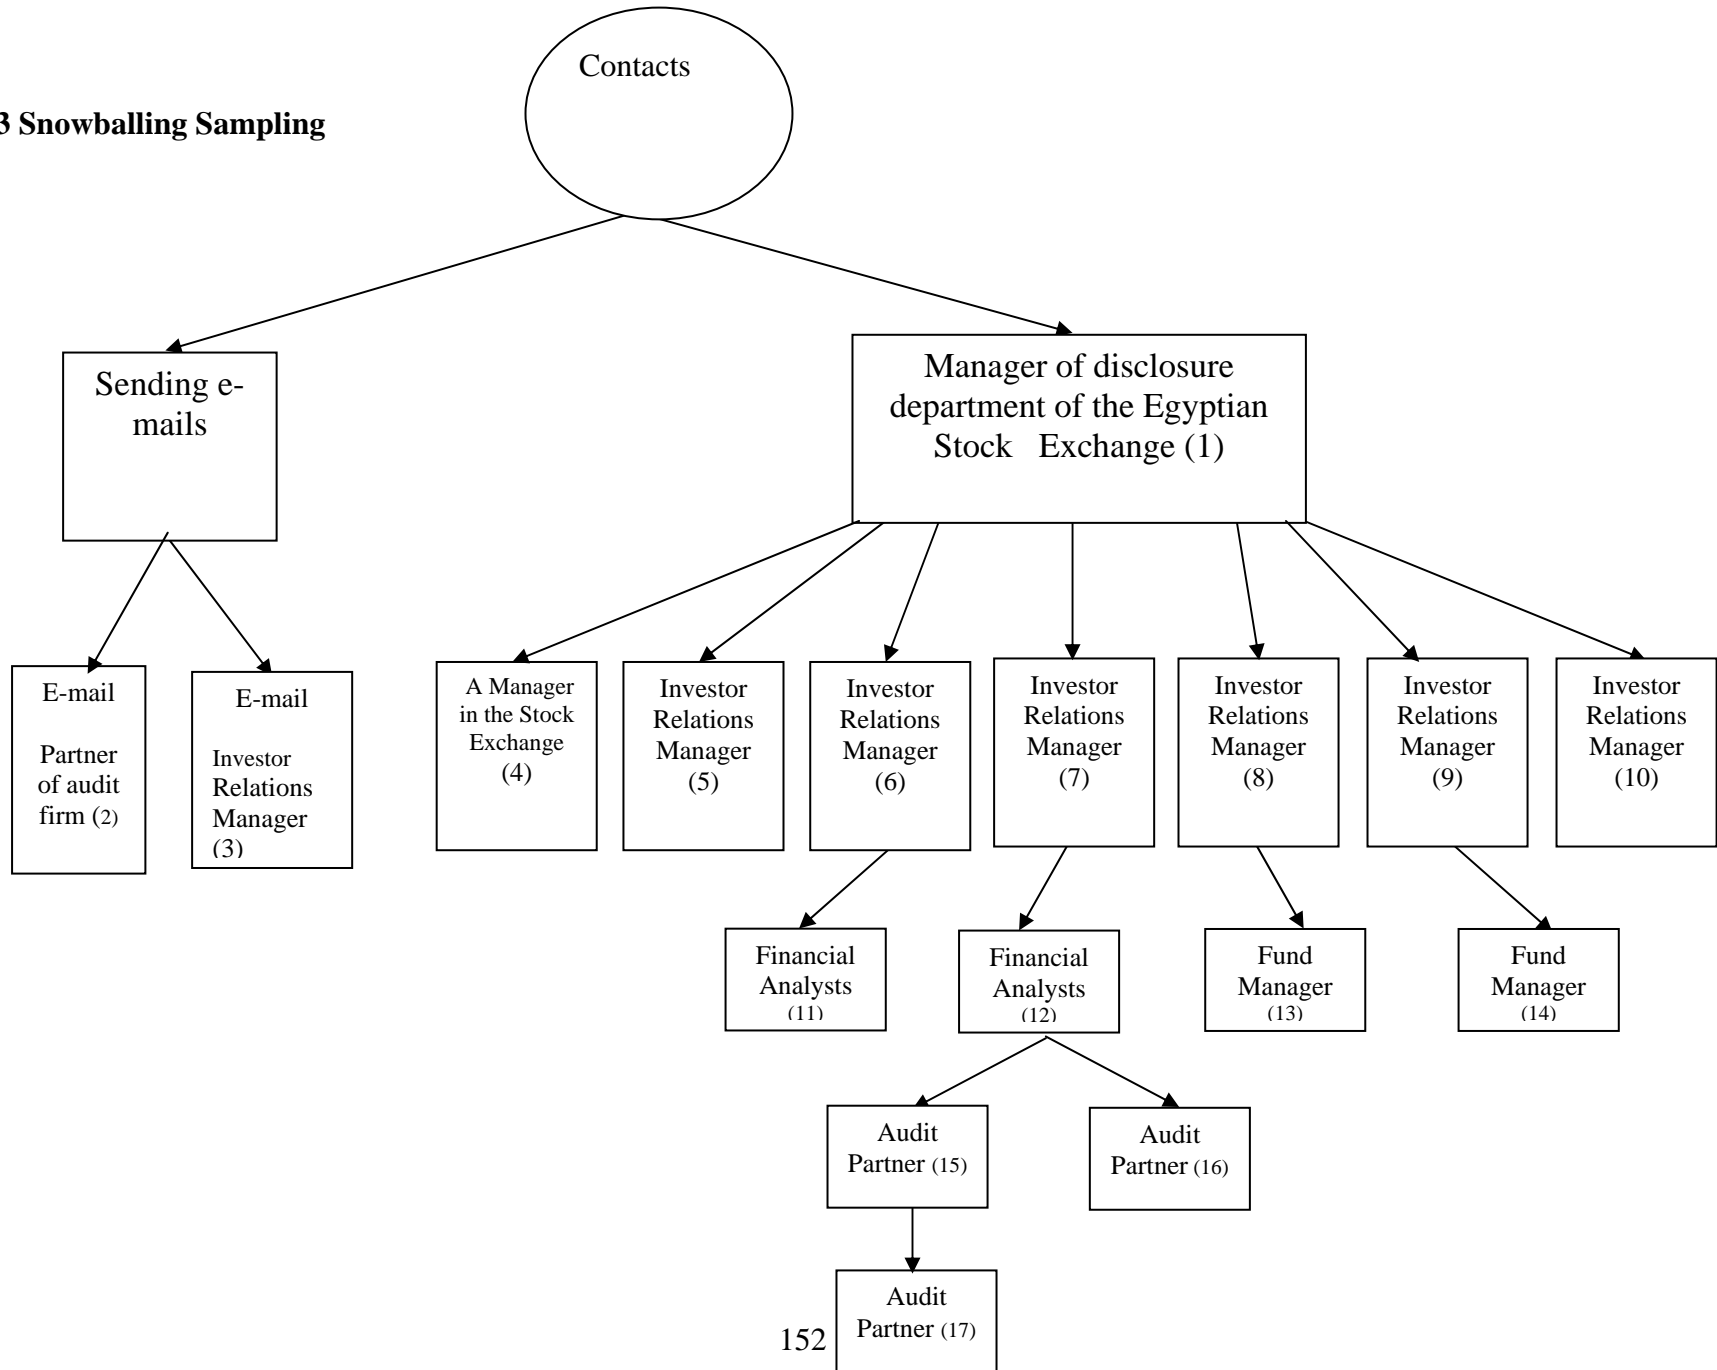 Contacts
3 Snowballing Sampling
Sending e-
mails
Manager of disclosure
department of the Egyptian
Stock Exchange (1)
E-mail
Partner
of audit
firm (2)
E-mail
Investor
Relations
Manager
(3)
A Manager
in the Stock
Exchange
(4)
Investor
Relations
Manager
(5)
Investor
Relations
Manager
(6)
Investor
Relations
Manager
(7)
Investor
Relations
Manager
(8)
Investor
Relations
Manager
(9)
Investor
Relations
Manager
(10)
Financial
Analysts
(11)
Financial
Analysts
(12)
Fund
Manager
(13)
Fund
Manager
(14)
Audit
Partner (15)
Audit
Partner (16)
Audit
Partner (17)
152